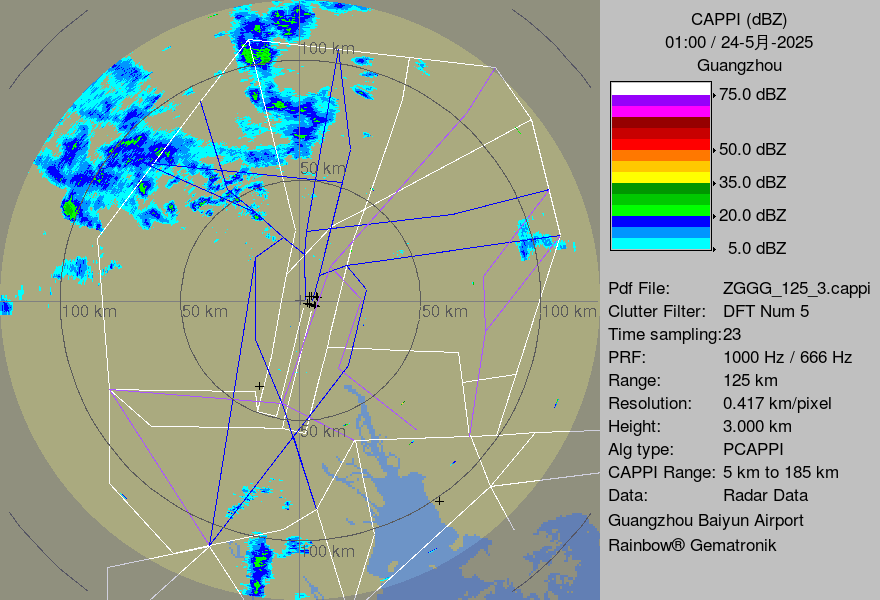 CAPPI (dBZ)
01:00 / 24-5月-2025
Guangzhou
75.0 dBZ
50.0 dBZ
35.0 dBZ
20.0 dBZ
5.0 dBZ
100 km
50 km
100 km
50 km
50 km
100 km
50 km
100 km
Pdf File: ZGGG_125_3.cappi
Clutter Filter: DFT Num 5
Time sampling:23
PRF: 1000 Hz / 666 Hz
Range: 125 km
Resolution: 0.417 km/pixel
Height: 3.000 km
Alg type: PCAPPI
CAPPI Range: 5 km to 185 km
Data: Radar Data
Guangzhou Baiyun Airport
Rainbow® Gematronik